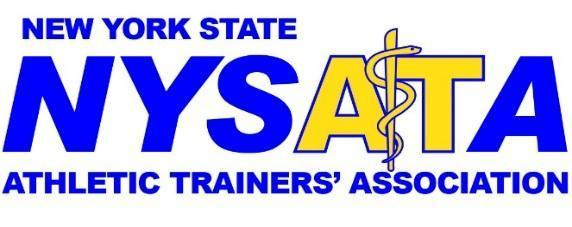 NEW YORK STATE
NYSATA
ATHLETIC TRAINERS' ASSOCIATION